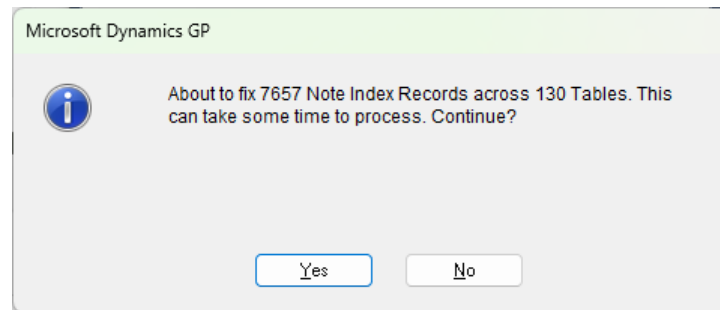 Microsoft Dynamics GP
About to fix 7657 Note Index Records across 130 Tables. This
can take some time to process. Continue?
Yes
No